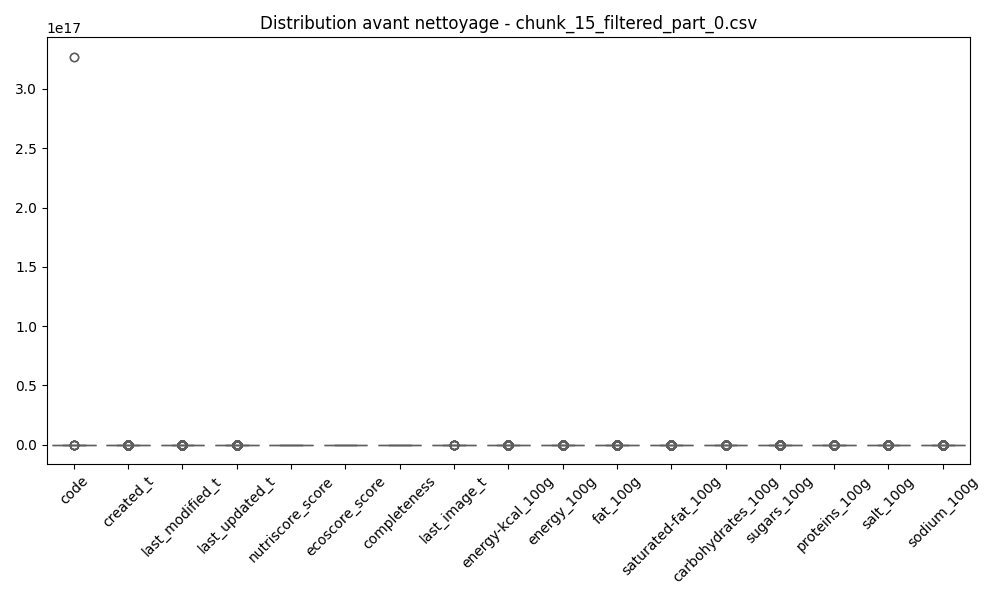 Distribution avant nettoyage - chunk_15_filtered_part_0.csv
1e17
3.0
2.5
2.0
1.5
1.0
0.5
0.0
code
created_t
last_modified_t
last_updated_t
nutriscore_score
ecoscore_score
completeness
last_image_t
energy-kcal_100g
energy_100g
fat_100g
saturated-fat_100g
carbohydrates_100g
sugars_100g
proteins_100g
salt_100g
sodium_100g